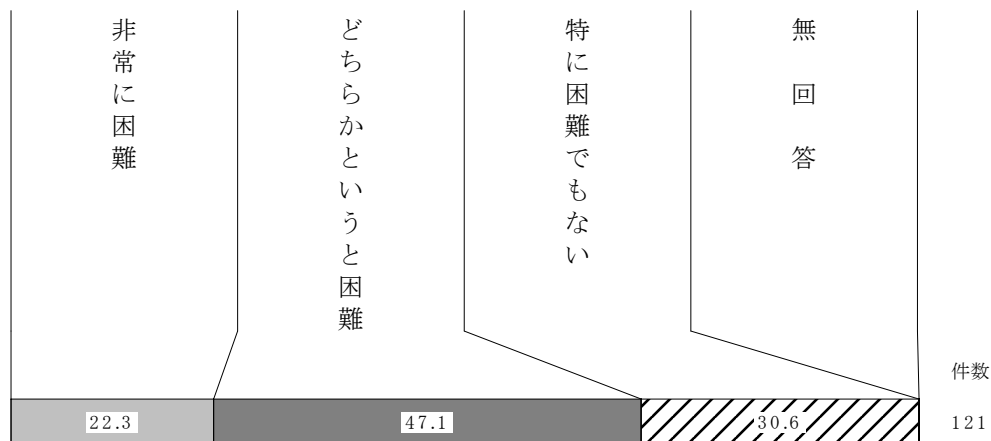 非常に困難
どちらかというと困難
特に困難でもない
無回答
件数
22.3
47.1
30.6
121